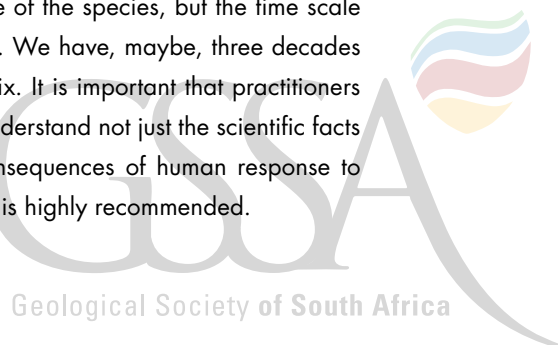 e of the species, but the time scale
. We have, maybe, three decades
ix. It is important that practitioners
derstand not just the scientific facts
nsequences of human response to
is highly recommended.
GSSA
Geological Society of South Africa